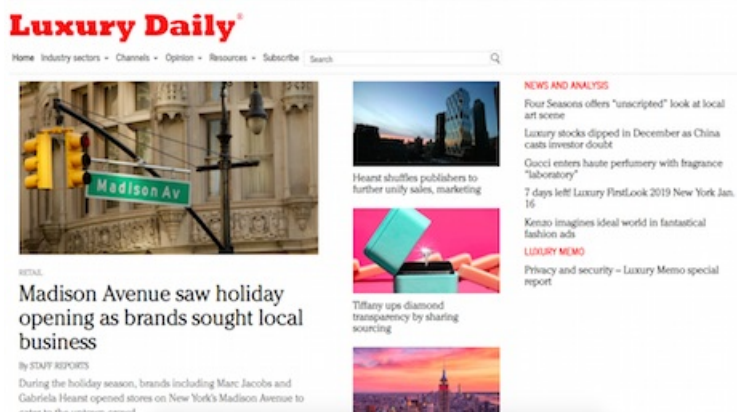 Luxury Daily®
Home Industry sectors Channels Opinion Resources Subscribe Search
Madison Av
RETAIL
Madison Avenue saw holiday
opening as brands sought local
business
By STAFF REPORTS
During the holiday season, brands including Marc Jacobs and
Gabriela Hearst opened stores on New York's Madison Avenue to
Hearst shuffles publishers to
further unify sales, marketing
Tiffany ups diamond
transparency by sharing
sourcing
NEWS AND ANALYSIS
Four Seasons offers "unscripted" look at local
art scene
Luxury stocks dipped in December as China
casts investor doubt
Gucci enters haute perfumery with fragrance
"laboratory"
7 days left! Luxury FirstLook 2019 New York Jan.
16
Kenzo imagines ideal world in fantastical
fashion ads
LUXURY MEMO
Privacy and security – Luxury Memo special
report